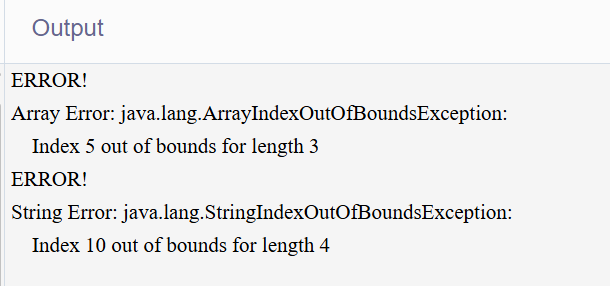 Output
ERROR!
Array Error: java.lang.ArrayIndexOutOfBoundsException:
Index 5 out of bounds for length 3
ERROR!
String Error: java.lang.StringIndexOutOfBoundsException:
Index 10 out of bounds for length 4